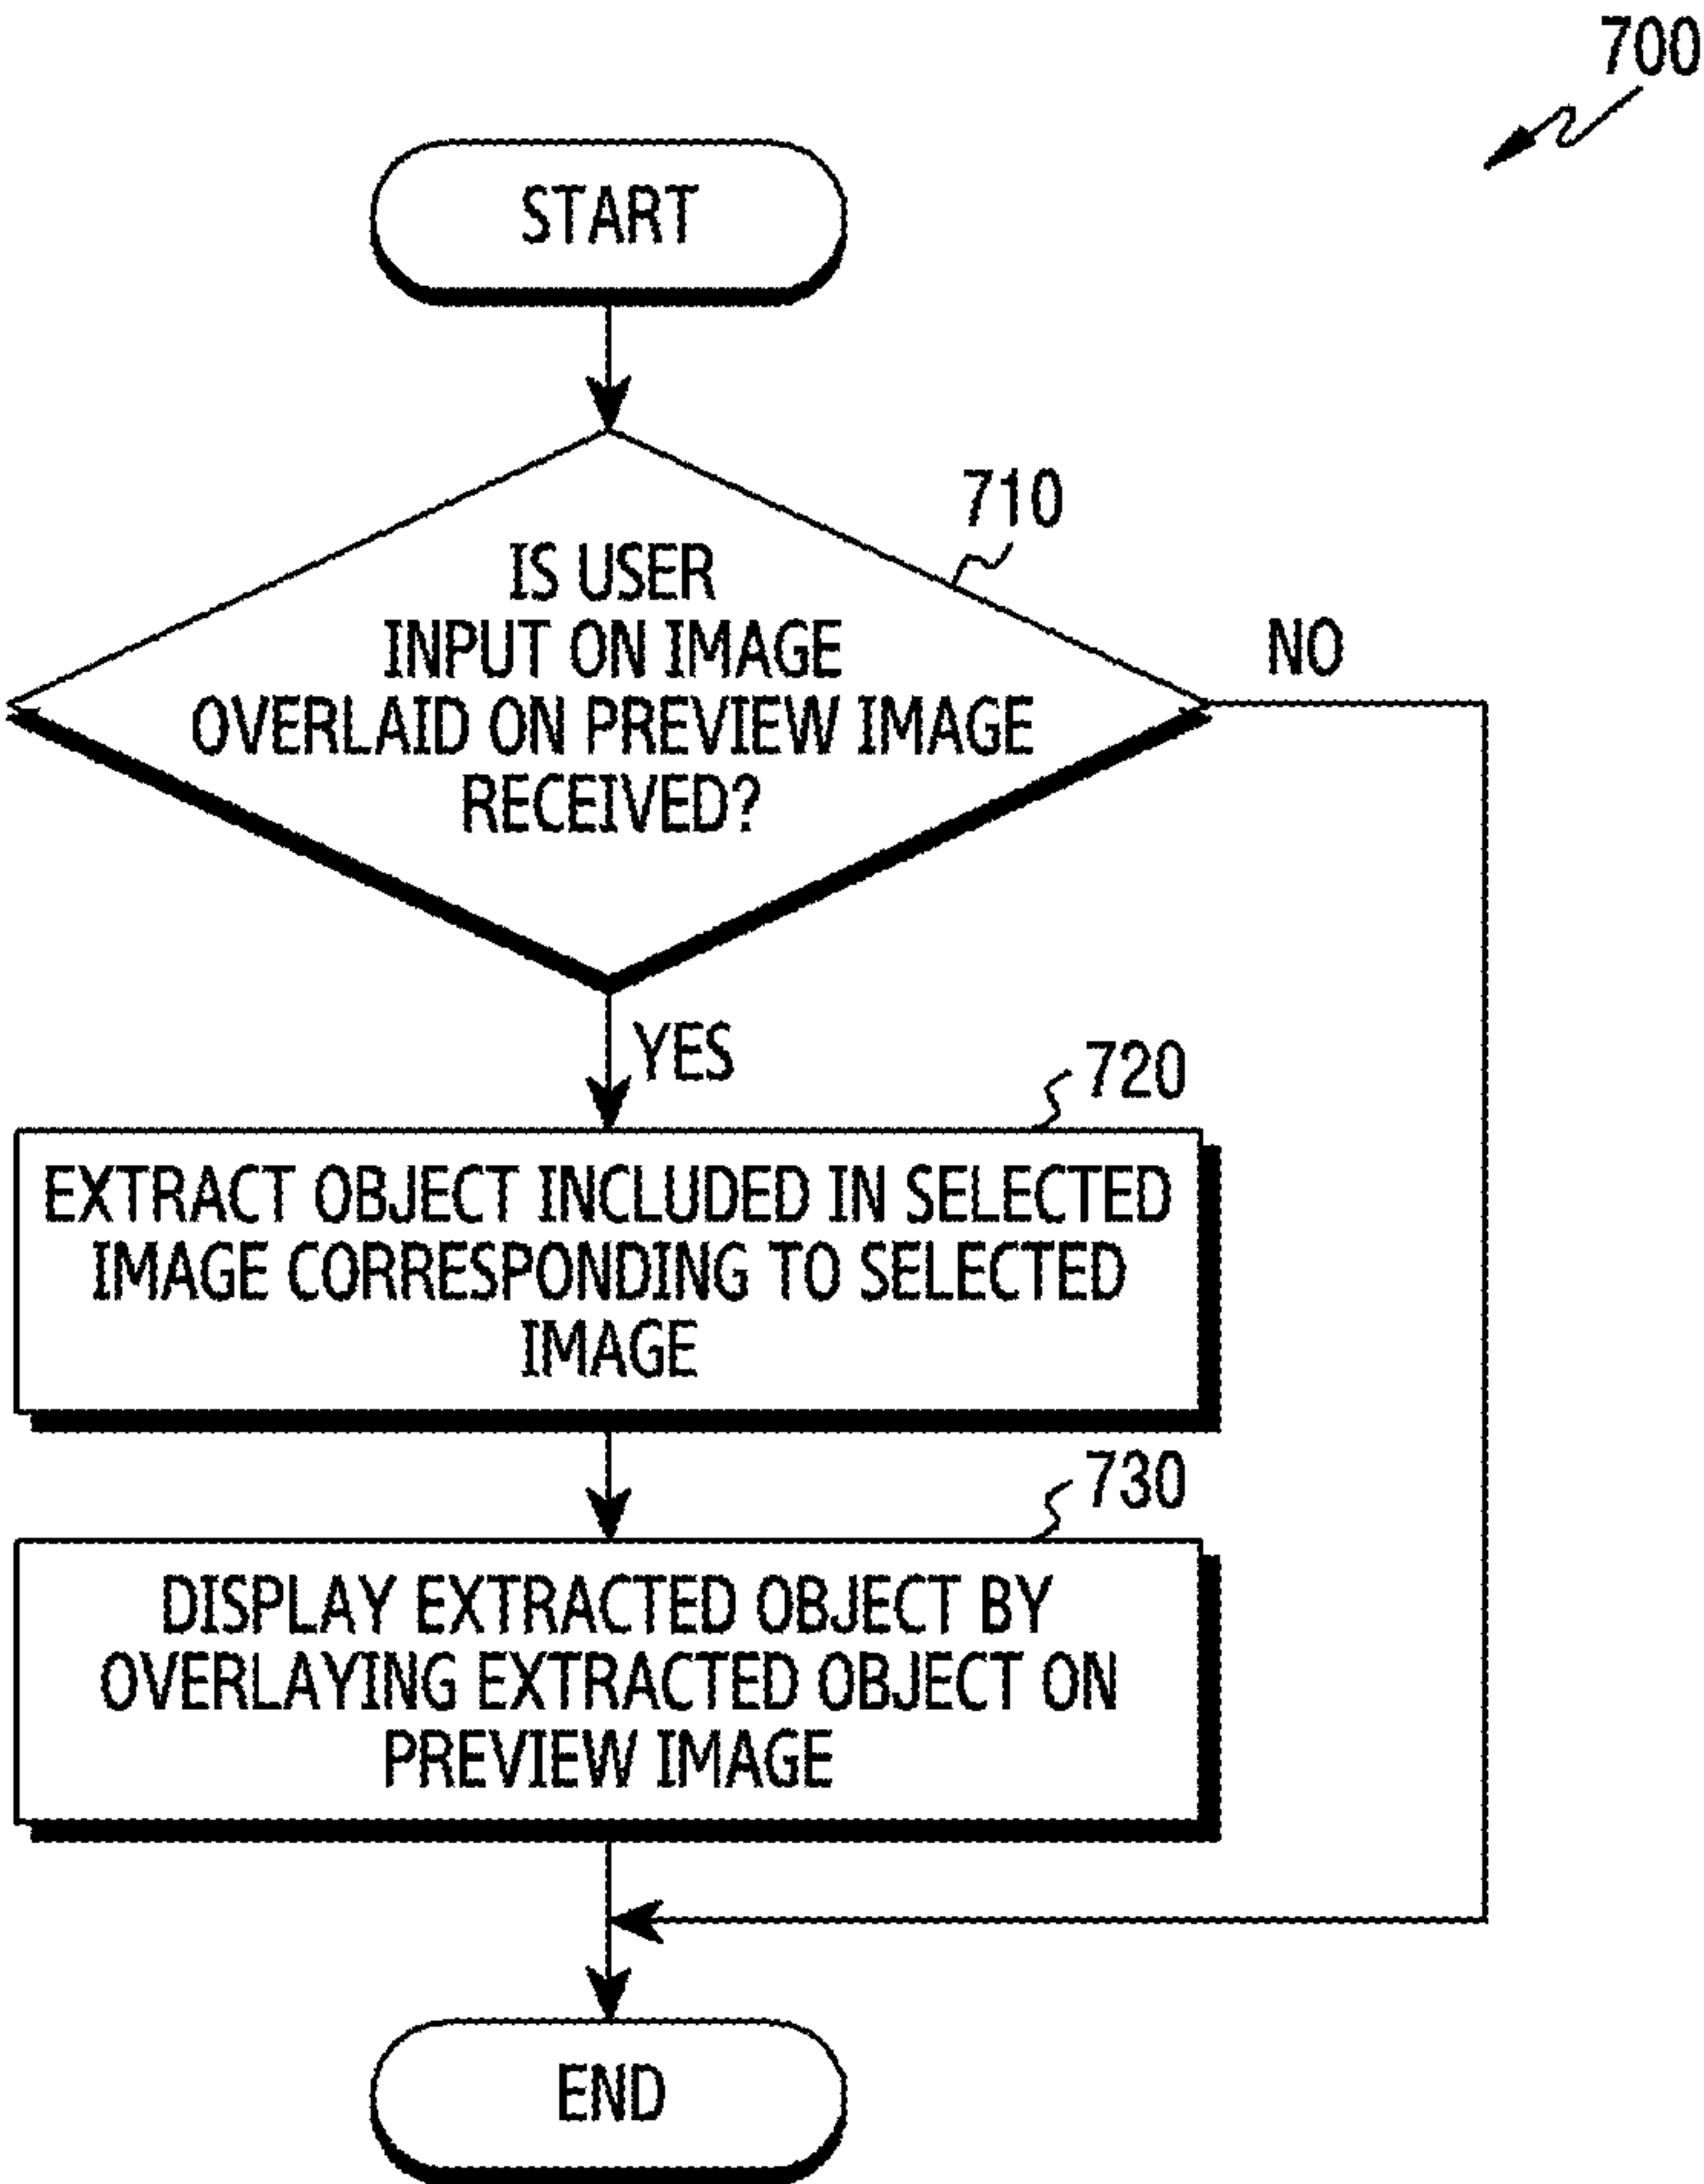 700
START
710
IS USER
INPUT ON IMAGE
OVERLAID ON PREVIEW IMAGE
RECEIVED?
NO
YES
720
EXTRACT OBJECT INCLUDED IN SELECTED
IMAGE CORRESPONDING TO SELECTED
IMAGE
730
DISPLAY EXTRACTED OBJECT BY
OVERLAYING EXTRACTED OBJECT ON
PREVIEW IMAGE
END